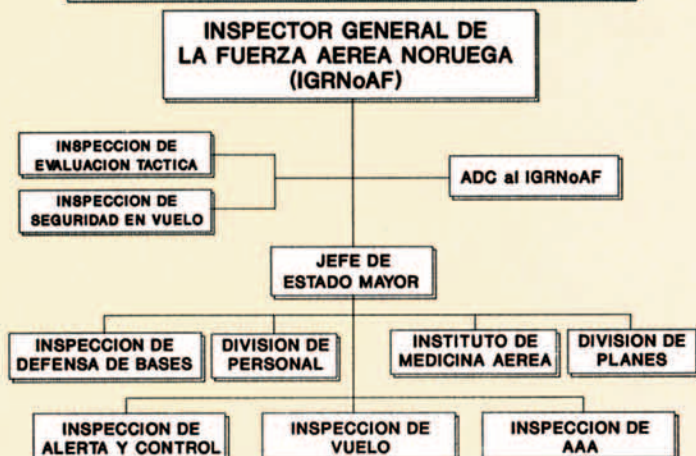 INSPECTOR GENERAL DE
LA FUERZA AEREA NORUEGA
(IGRNoAF)
INSPECCION DE
EVALUACION TACTICA
INSPECCION DE
SEGURIDAD EN VUELO
ADC al IGRNoAF
JEFE DE
ESTADO MAYOR
INSPECCION DE
DEFENSA DE BASES
DIVISION DE
PERSONAL
INSTITUTO DE
MEDICINA AEREA
DIVISION DE
PLANES
INSPECCION DE
ALERTA Y CONTROL
INSPECCION DE
VUELO
INSPECCION DE
AAA